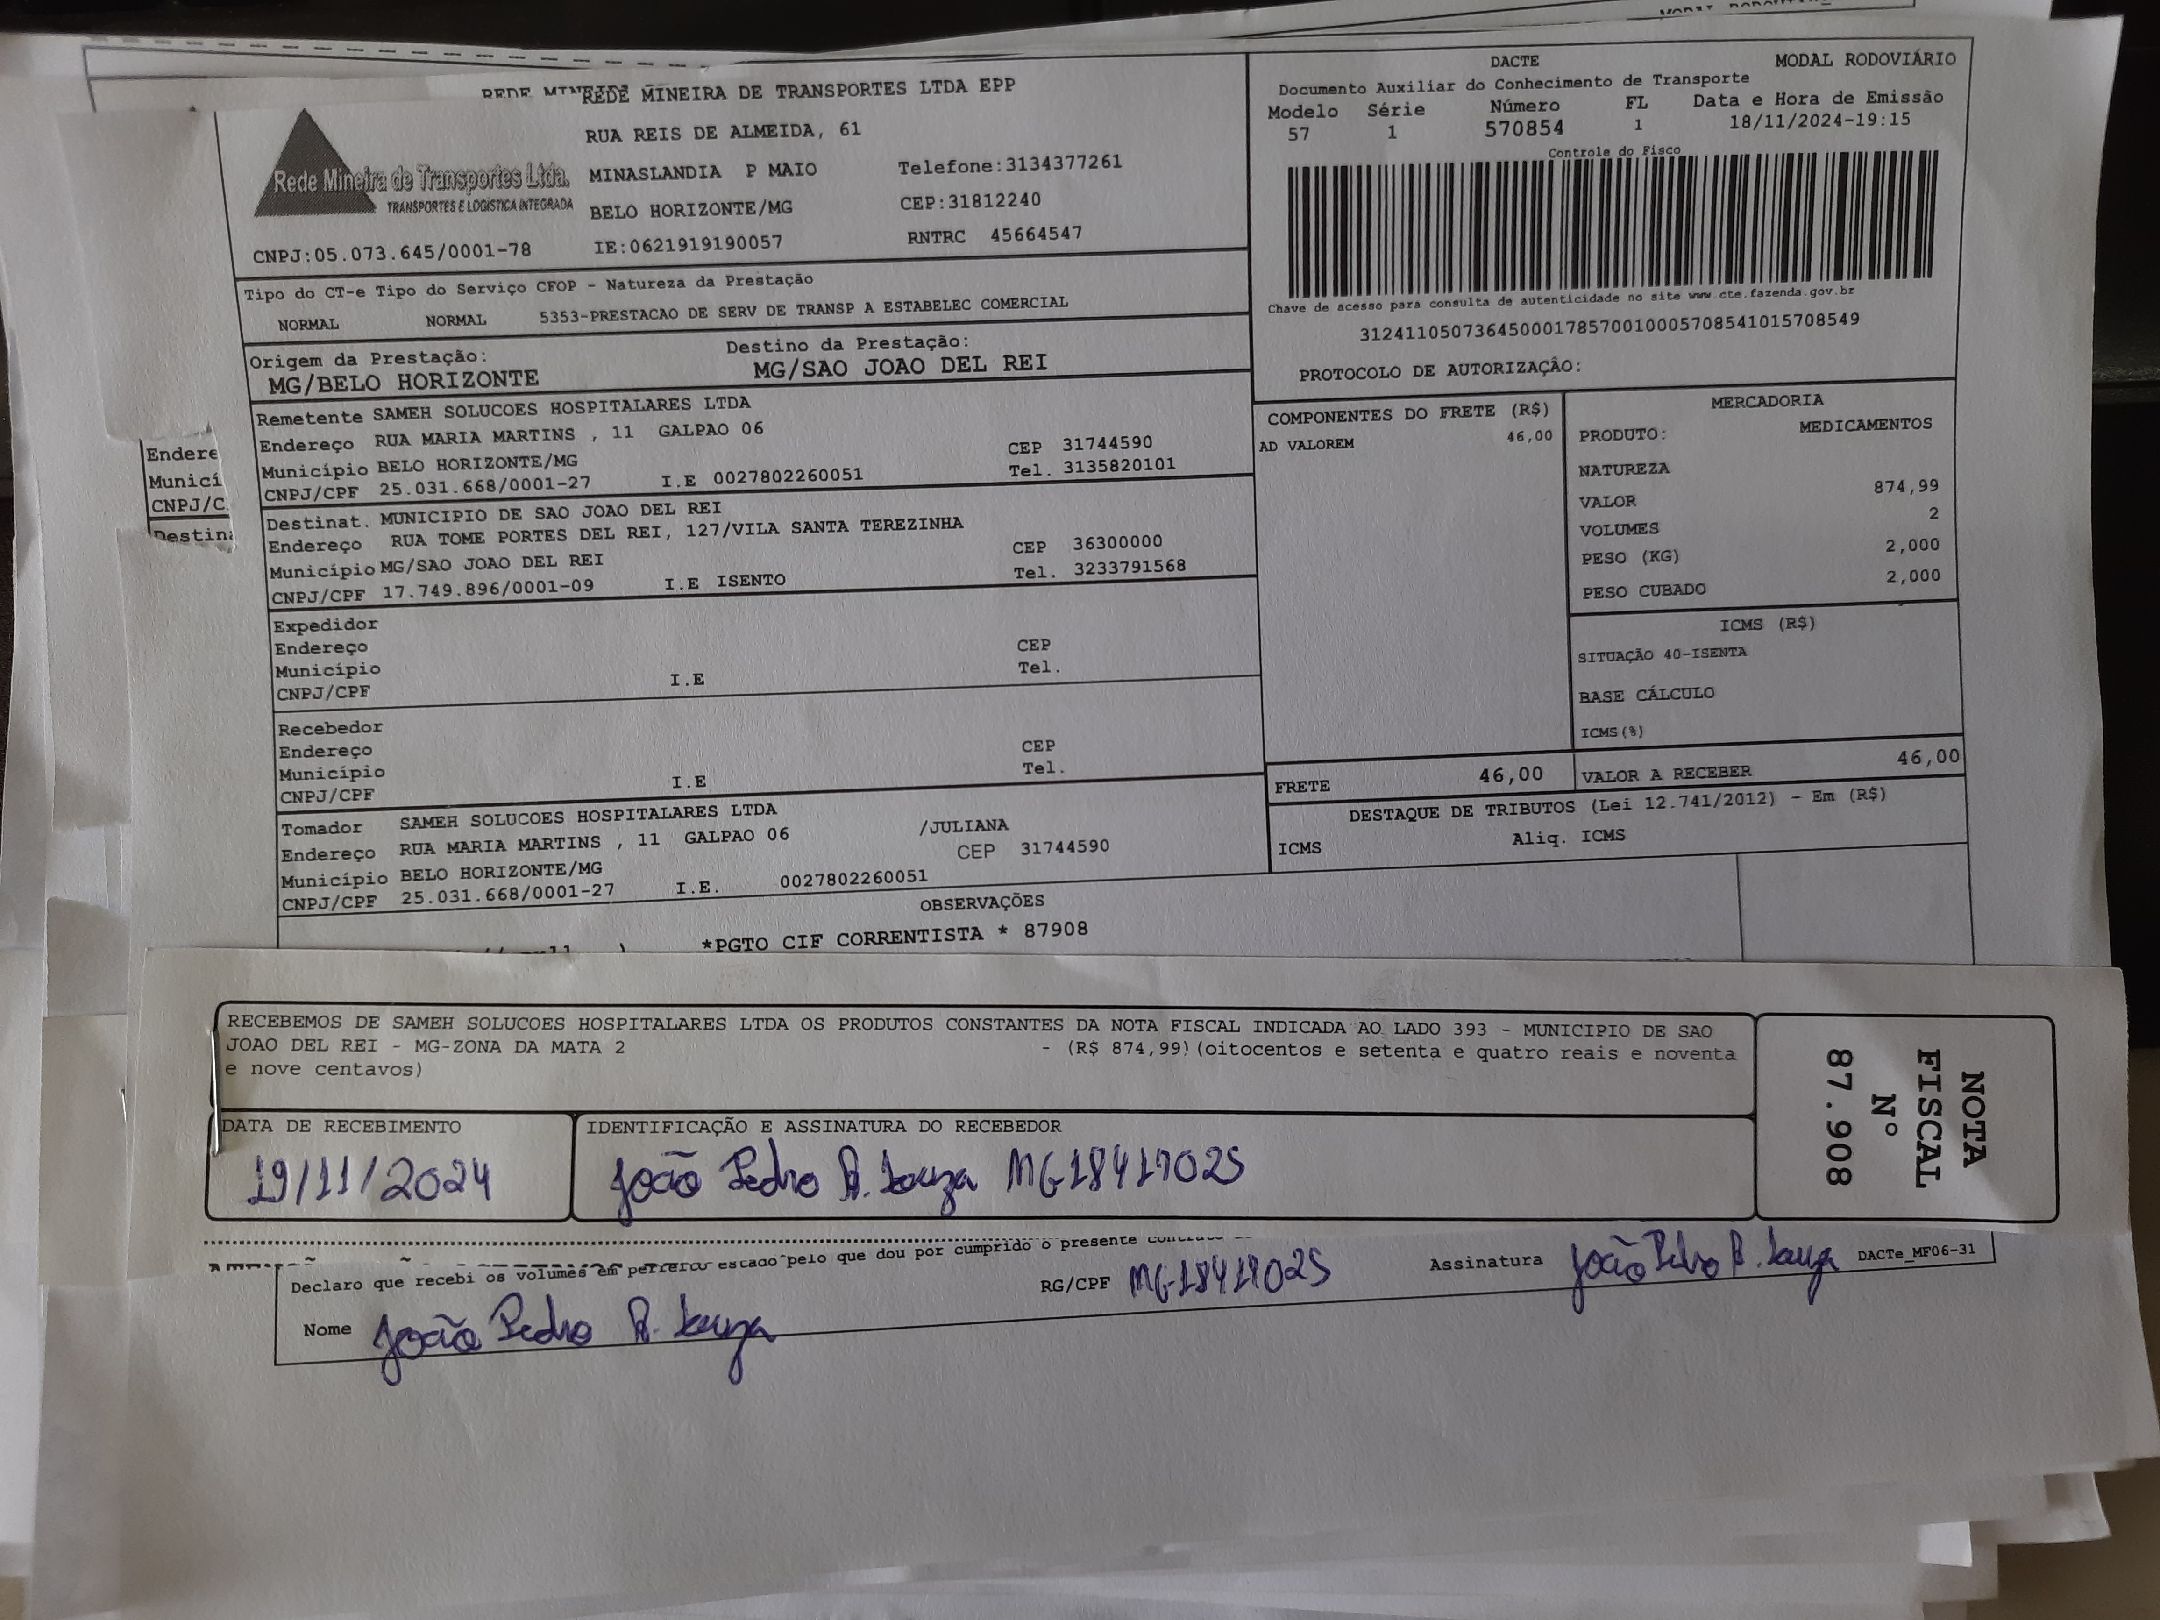 REDE MINEIRA DE TRANSPORTES LTDA EPP
RUA REIS DE ALMEIDA, 61
MINASLANDIA P MAIO Telefone:3134377261
BELO HORIZONTE/MG CEP:31812240
CNPJ:05.073.645/0001-78 IE:0621919190057 RNTRC 45664547
Rede Mineira de Transportes Ltda.
TRANSPORTES E LOGISTICA INTEGRADA
DACTE MODAL RODOVIÁRIO
Documento Auxiliar do Conhecimento de Transporte
Modelo Série Número FL Data e Hora de Emissão
57 1 570854 1 18/11/2024-19:15
Controle do Fisco
Chave de acesso para consulta de autenticidade no site www.cte.fazenda.gov.br
31241105073645000178570010005708541015708549
PROTOCOLO DE AUTORIZAÇÃO:
Tipo do CT-e Tipo do Serviço CFOP - Natureza da Prestação
NORMAL NORMAL 5353-PRESTACAO DE SERV DE TRANSP A ESTABELEC COMERCIAL
Origem da Prestação: Destino da Prestação:
MG/BELO HORIZONTE MG/SAO JOAO DEL REI
Remetente SAMEH SOLUCOES HOSPITALARES LTDA
Endereço RUA MARIA MARTINS , 11 GALPAO 06 CEP 31744590
Município BELO HORIZONTE/MG Tel. 3135820101
CNPJ/CPF 25.031.668/0001-27 I.E 0027802260051
Destinat. MUNICIPIO DE SAO JOAO DEL REI
Endereço RUA TOME PORTES DEL REI, 127/VILA SANTA TEREZINHA
Município MG/SAO JOAO DEL REI CEP 36300000
CNPJ/CPF 17.749.896/0001-09 I.E ISENTO Tel. 3233791568
Expedidor
Endereço CEP
Município Tel.
CNPJ/CPF I.E
Recebedor
Endereço CEP
Município Tel.
CNPJ/CPF I.E
Tomador SAMEH SOLUCOES HOSPITALARES LTDA
Endereço RUA MARIA MARTINS , 11 GALPAO 06 /JULIANA
Município BELO HORIZONTE/MG CEP 31744590
CNPJ/CPF 25.031.668/0001-27 I.E. 0027802260051
COMPONENTES DO FRETE (R$)
AD VALOREM 46,00
MERCADORIA
PRODUTO: MEDICAMENTOS
NATUREZA
VALOR 874,99
VOLUMES 2
PESO (KG) 2,000
PESO CUBADO 2,000
ICMS (R$)
SITUAÇÃO 40-ISENTA
BASE CÁLCULO
ICMS(%)
FRETE 46,00 VALOR A RECEBER 46,00
DESTAQUE DE TRIBUTOS (Lei 12.741/2012) - Em (R$)
ICMS Aliq. ICMS
OBSERVAÇÕES
*PGTO CIF CORRENTISTA * 87908
RECEBEMOS DE SAMEH SOLUCOES HOSPITALARES LTDA OS PRODUTOS CONSTANTES DA NOTA FISCAL INDICADA AO LADO 393 - MUNICIPIO DE SAO
JOAO DEL REI - MG-ZONA DA MATA 2 - (R$ 874,99)(oitocentos e setenta e quatro reais e noventa
e nove centavos)
DATA DE RECEBIMENTO IDENTIFICAÇÃO E ASSINATURA DO RECEBEDOR
19/11/2024 João Pedro A. Souza MG18419025
NOTA
FISCAL
Nº
87.908
Declaro que recebi os volumes em perfeito estado pelo que dou por cumprido o presente
Nome João Pedro A. Souza RG/CPF MG18419025 Assinatura João Pedro A. Souza DACTe_MF06-31